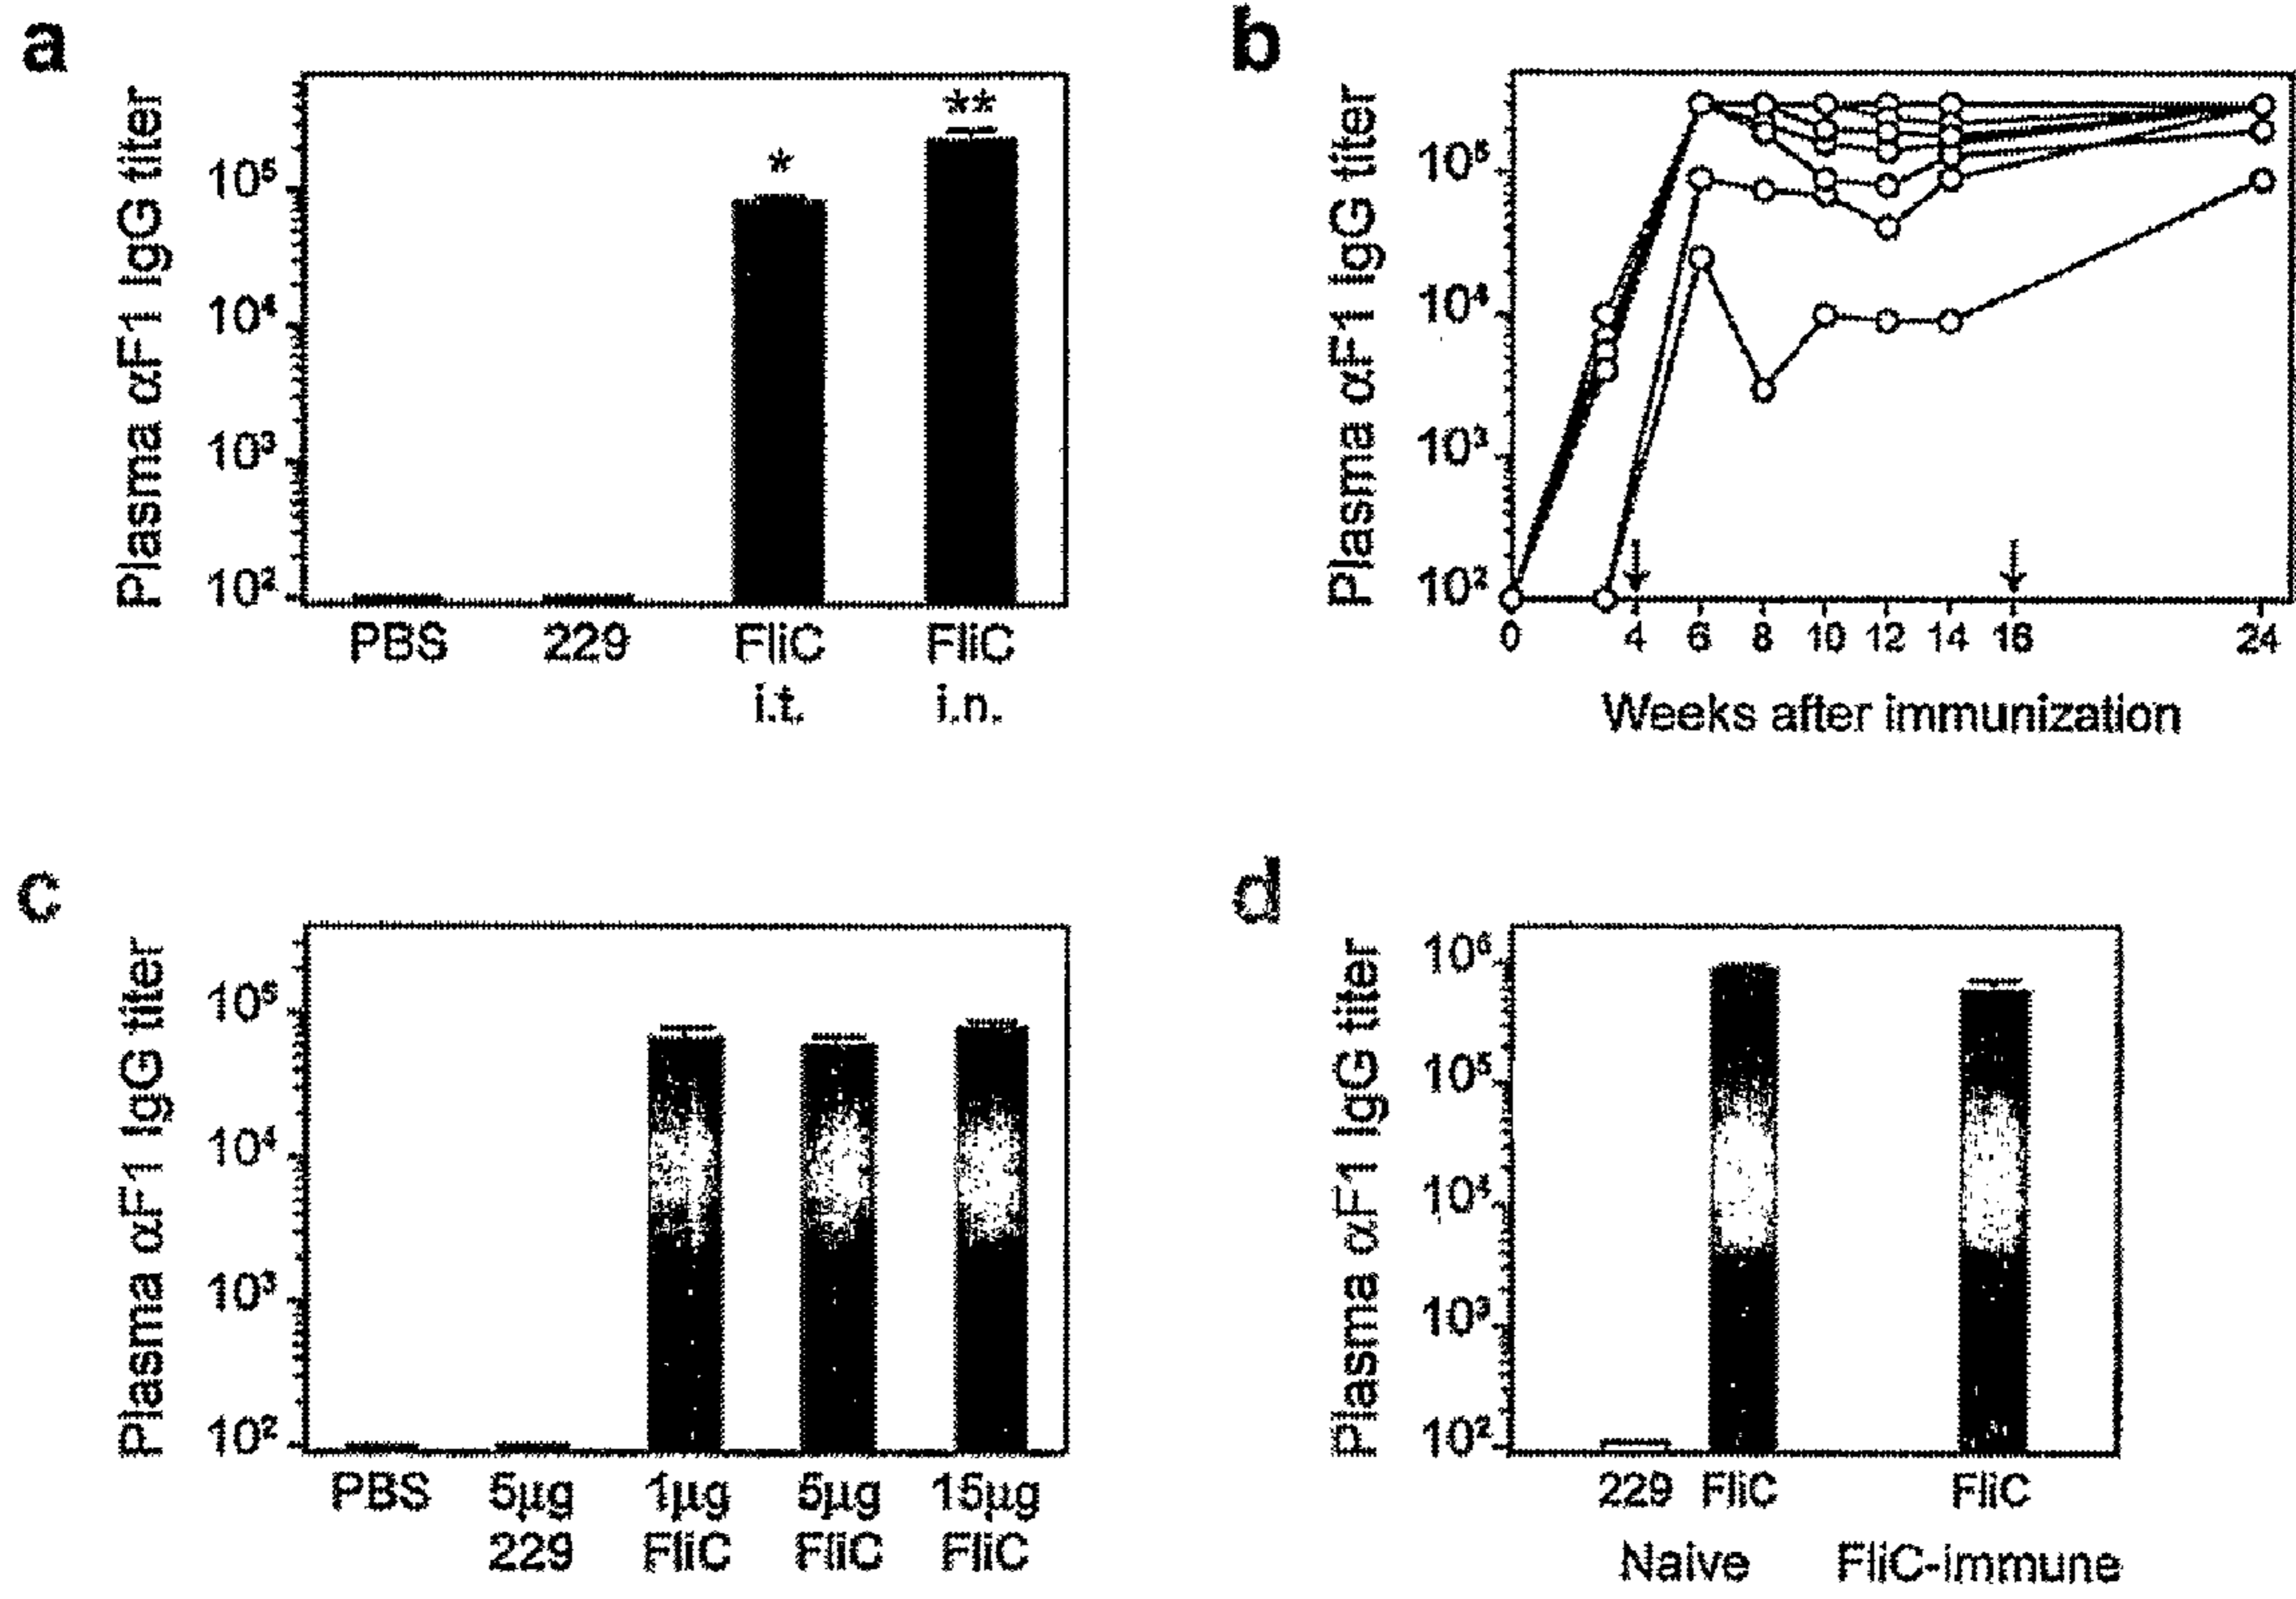 a
Plasma αF1 IgG titer
10⁵
10⁴
10³
10²
*
**
PBS 229 FliC FliC
i.t. i.n.
b
Plasma αF1 IgG titer
10⁵
10⁴
10³
10²
0 4 6 8 10 12 14 16 24
Weeks after immunization
c
Plasma αF1 IgG titer
10⁵
10⁴
10³
10²
PBS 5μg 1μg 5μg 15μg
229 FliC FliC FliC
d
Plasma αF1 IgG titer
10⁶
10⁵
10⁴
10³
10²
229 FliC FliC
Naive FliC-immune